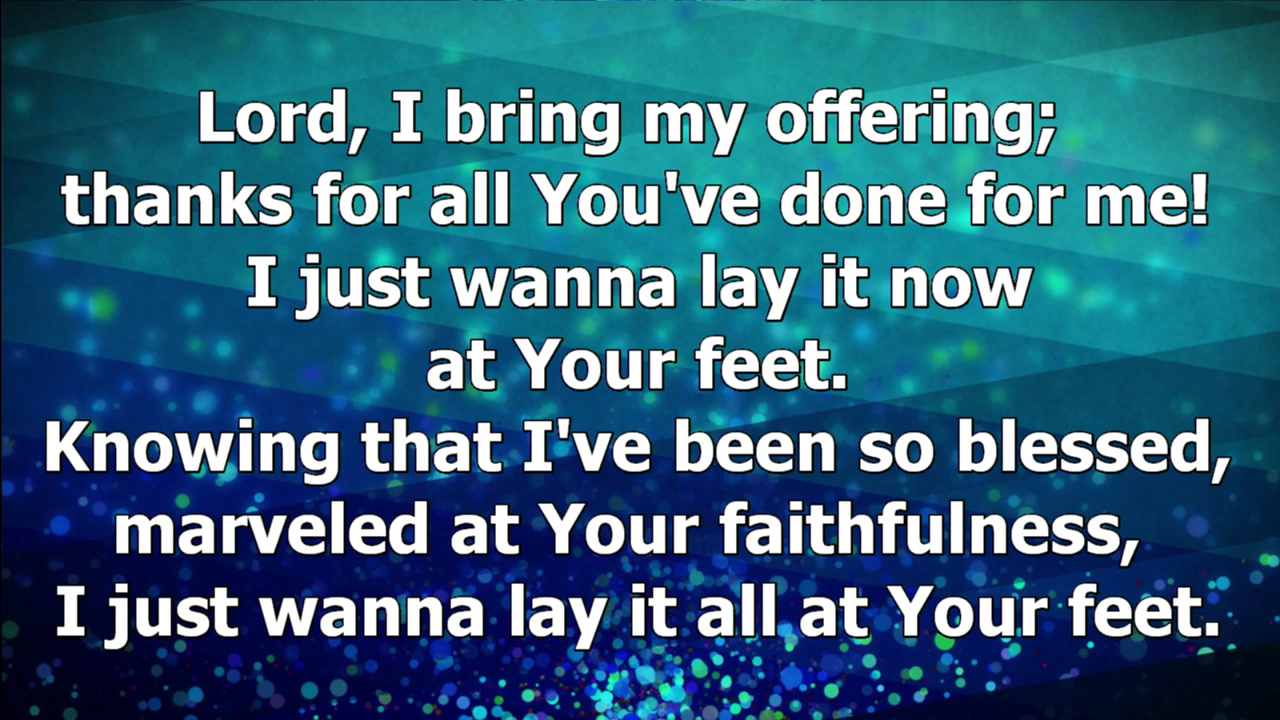 Lord, I bring my offering;
thanks for all You've done for me!
I just wanna lay it now
at Your feet.
Knowing that I've been so blessed,
marveled at Your faithfulness,
I just wanna lay it all at Your feet.